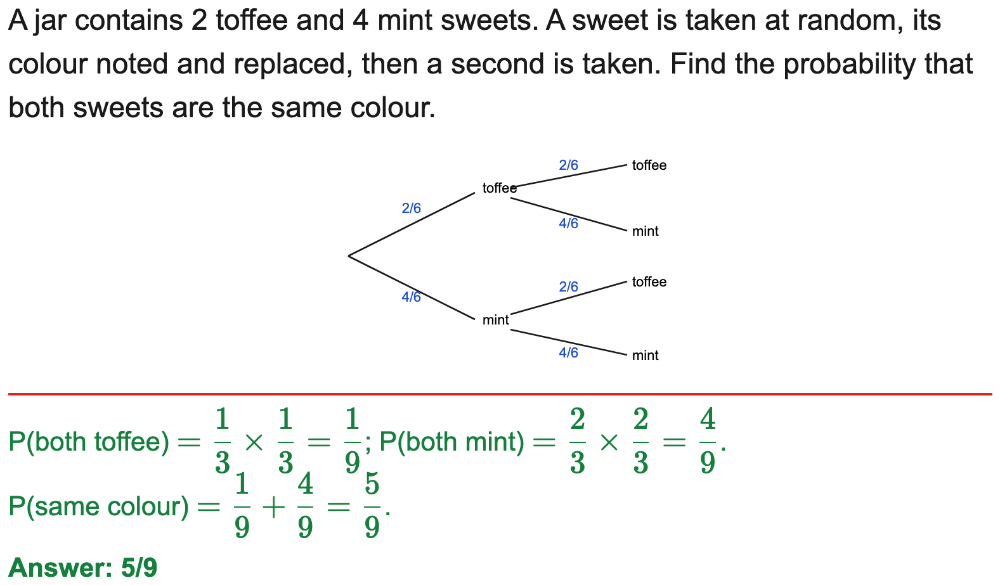 A jar contains 2 toffee and 4 mint sweets. A sweet is taken at random, its
colour noted and replaced, then a second is taken. Find the probability that
both sweets are the same colour.
2/6 toffee
toffee
2/6
4/6 mint
2/6 toffee
4/6
mint
4/6 mint
P(both toffee) = 1/3 × 1/3 = 1/9; P(both mint) = 2/3 × 2/3 = 4/9.
P(same colour) = 1/9 + 4/9 = 5/9.
Answer: 5/9